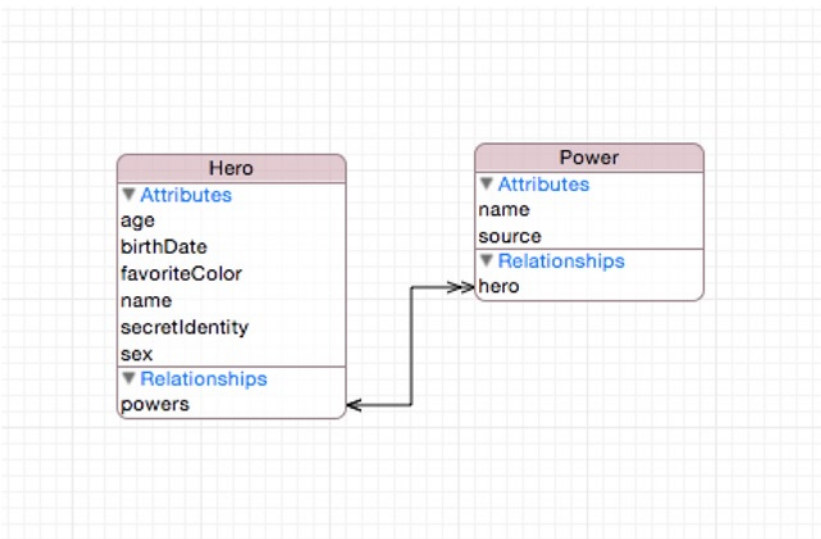 Hero
Attributes
age
birthDate
favoriteColor
name
secretIdentity
sex
Relationships
powers
Power
Attributes
name
source
Relationships
hero